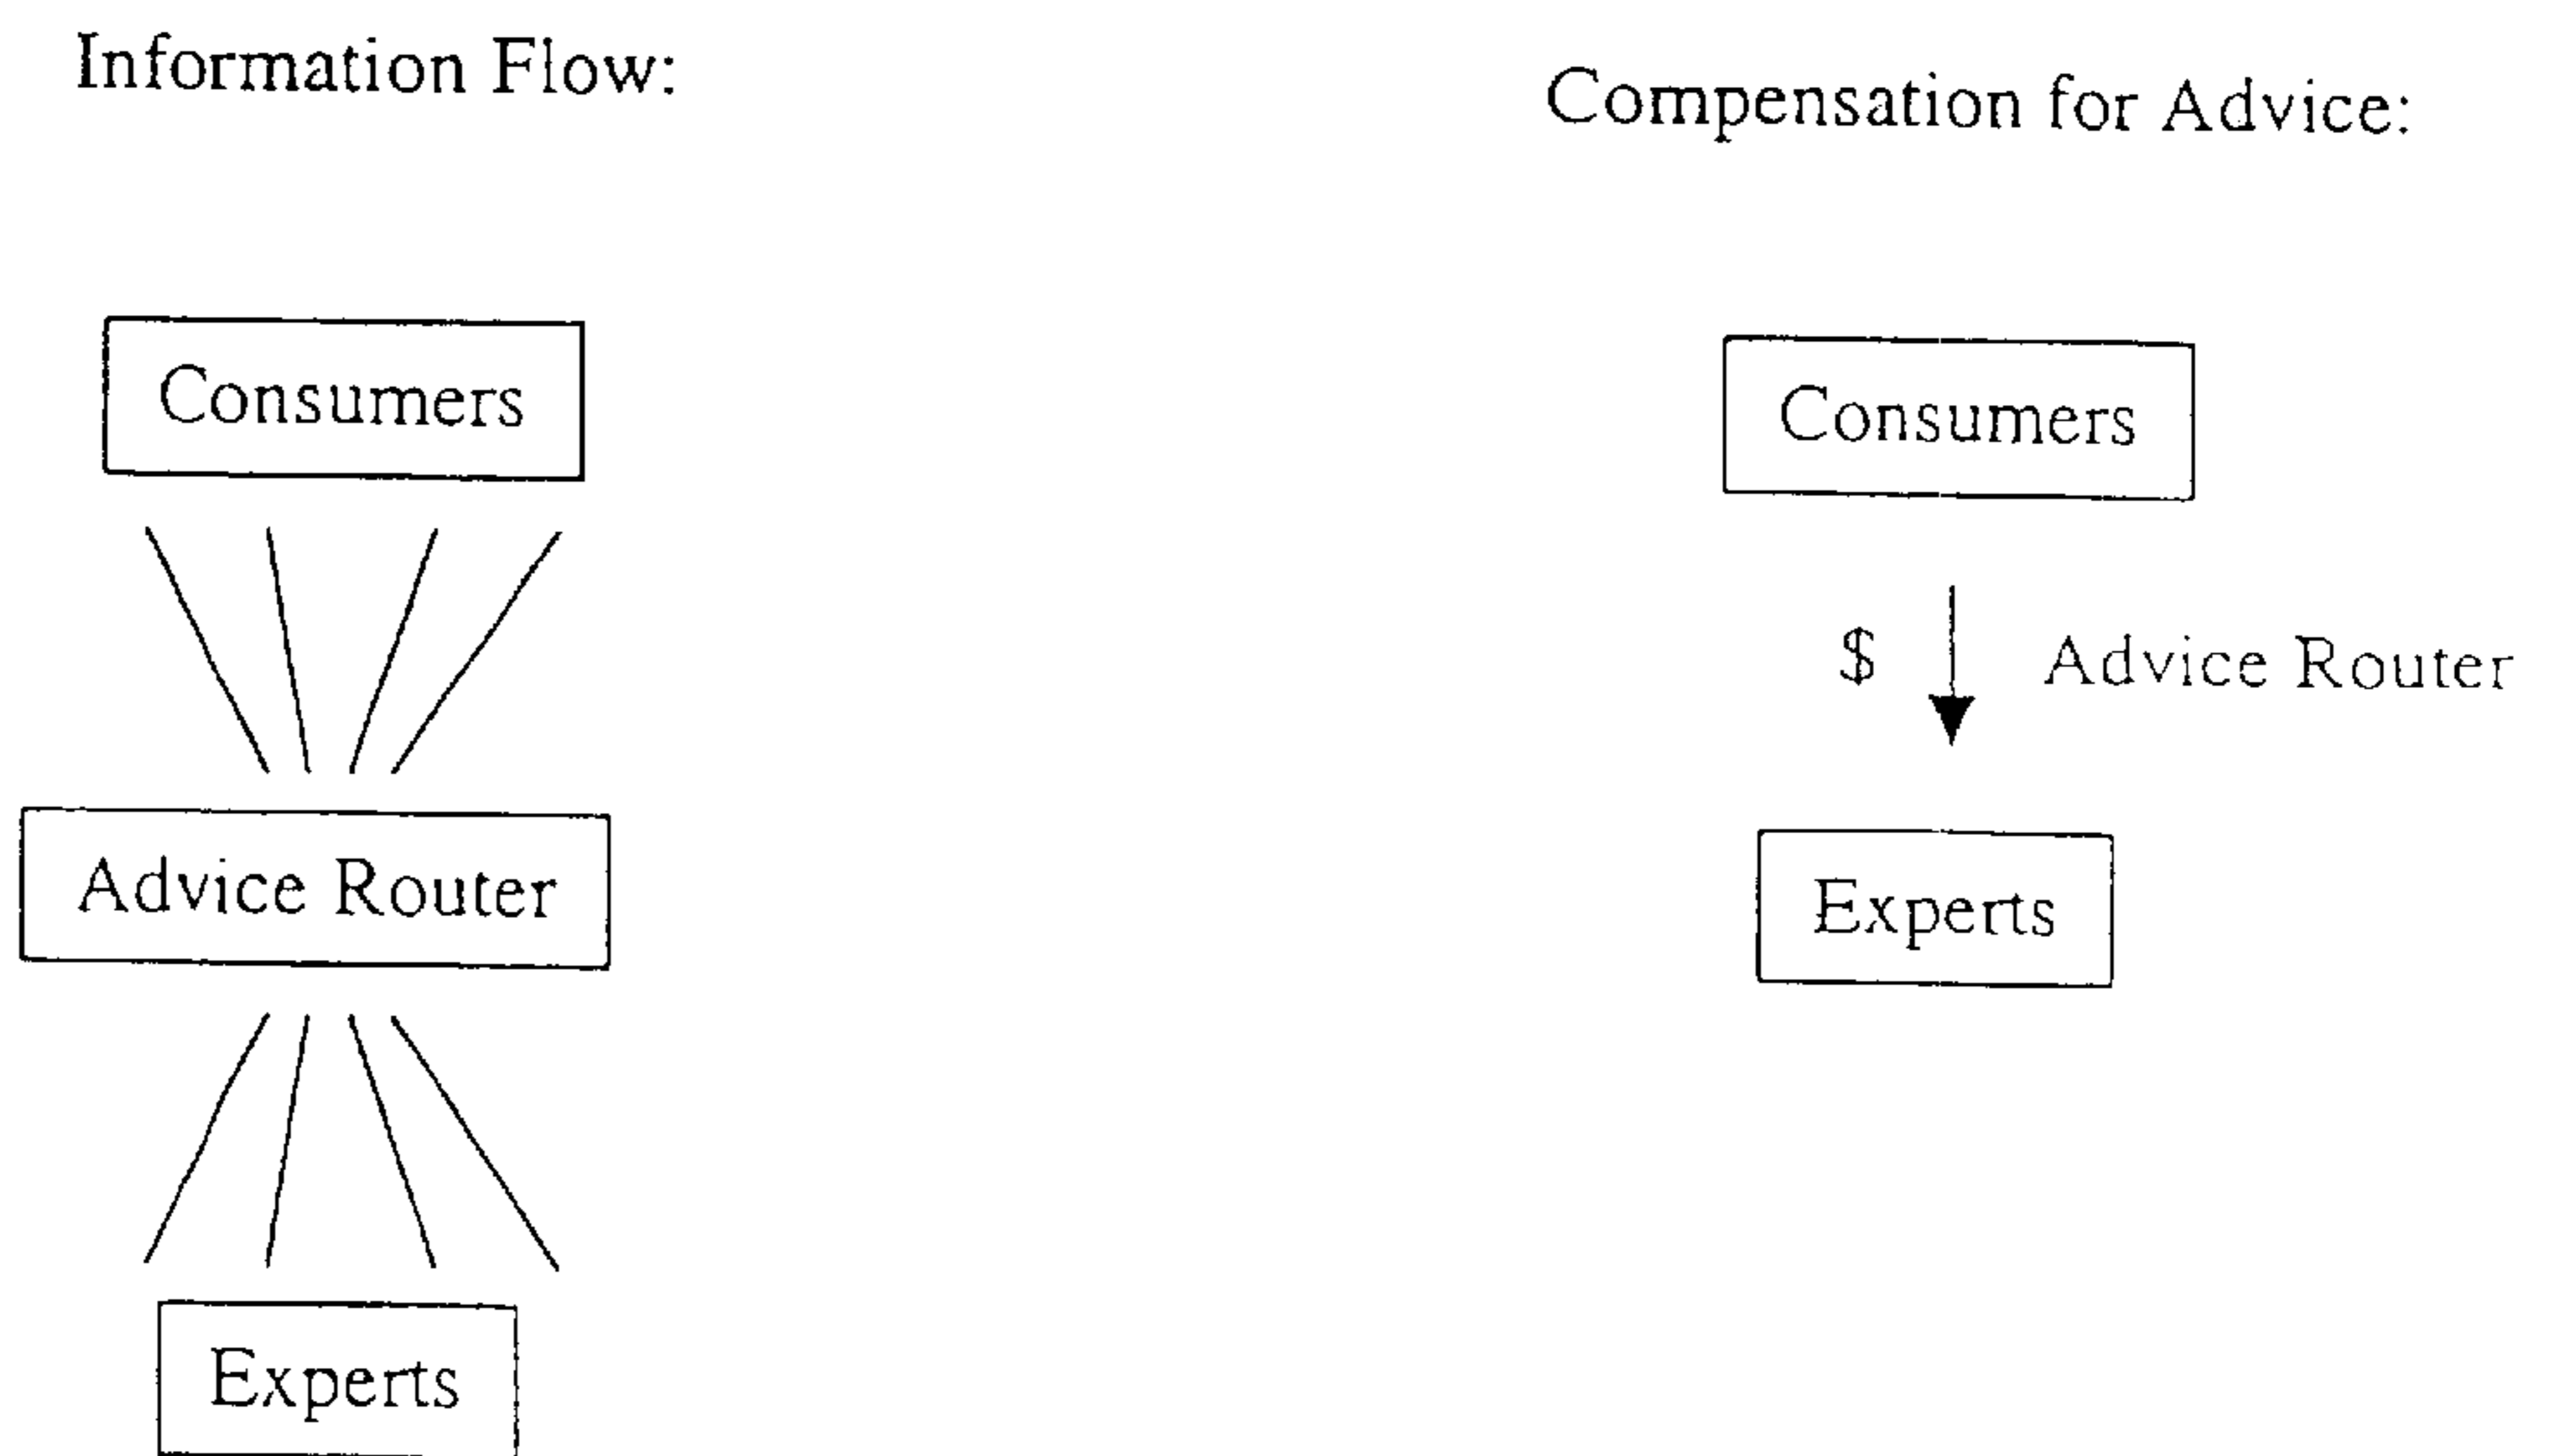 Information Flow:
Consumers
Advice Router
Experts
Compensation for Advice:
Consumers
$ Advice Router
Experts